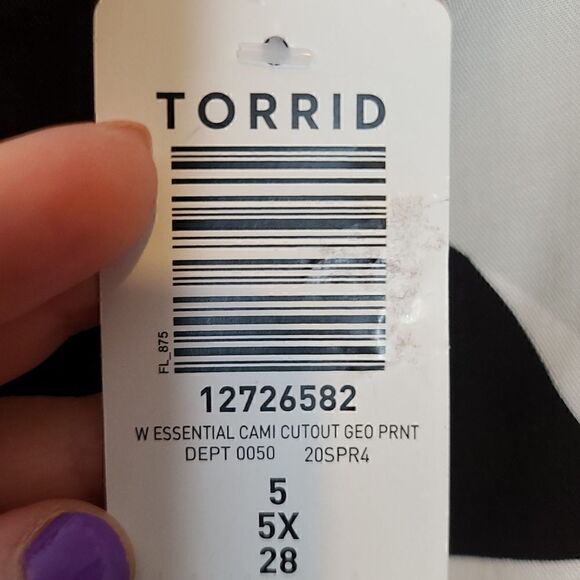 TORRID
FL_875
12726582
W ESSENTIAL CAMI CUTOUT GEO PRNT
DEPT 0050 20SPR4
5
5X
28